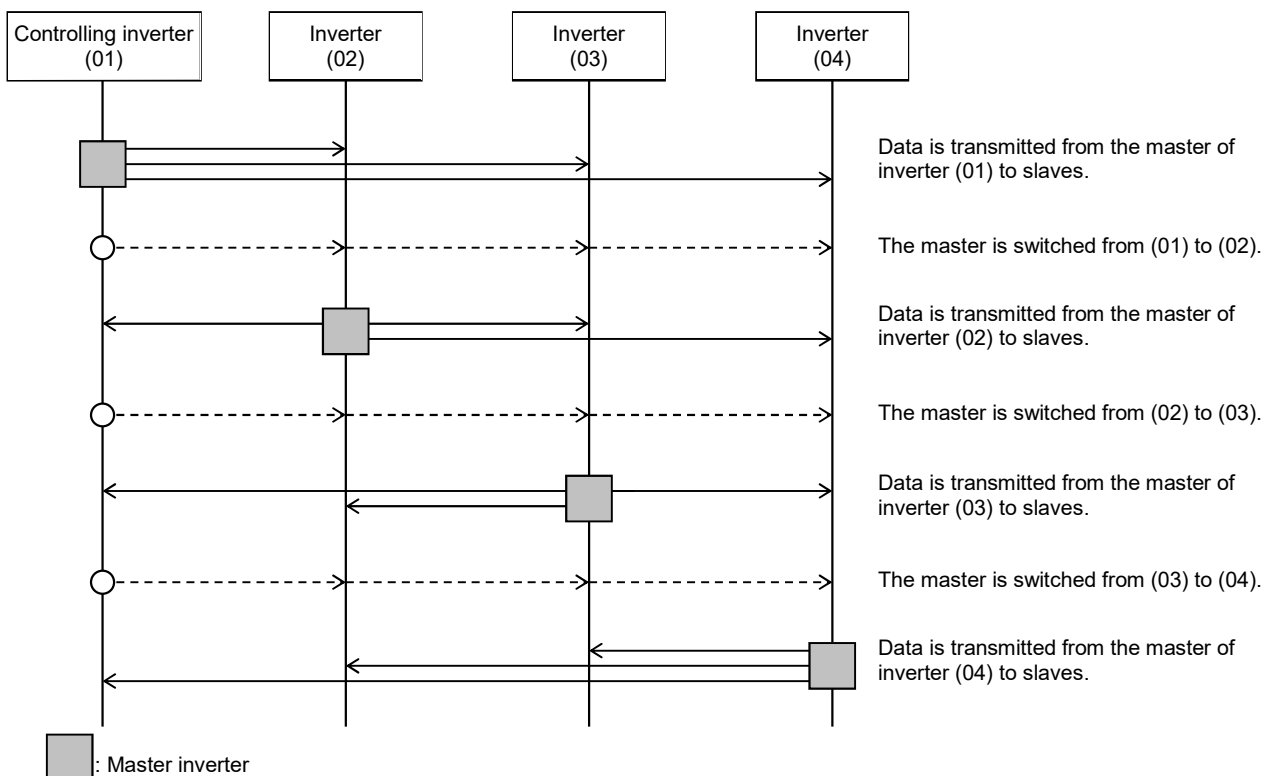 Controlling inverter
(01)
Inverter
(02)
Inverter
(03)
Inverter
(04)
Data is transmitted from the master of
inverter (01) to slaves.
The master is switched from (01) to (02).
Data is transmitted from the master of
inverter (02) to slaves.
The master is switched from (02) to (03).
Data is transmitted from the master of
inverter (03) to slaves.
The master is switched from (03) to (04).
Data is transmitted from the master of
inverter (04) to slaves.
: Master inverter